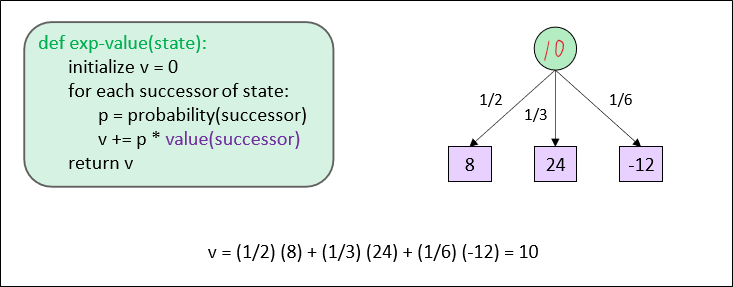 def exp-value(state):
initialize v = 0
for each successor of state:
p = probability(successor)
v += p * value(successor)
return v
10
1/2
1/3
1/6
8
24
-12
v = (1/2) (8) + (1/3) (24) + (1/6) (-12) = 10